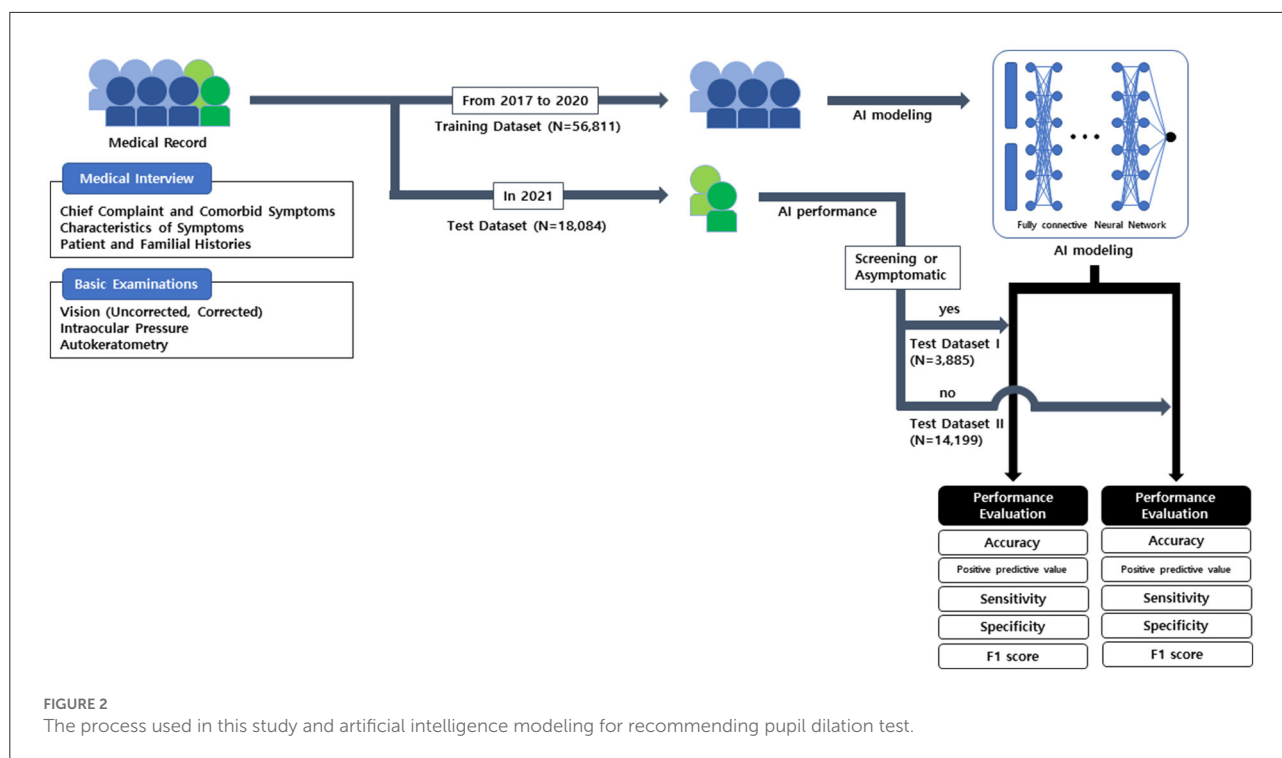 Medical Record
Medical Interview
Chief Complaint and Comorbid Symptoms
Characteristics of Symptoms
Patient and Familial Histories
Basic Examinations
Vision (Uncorrected, Corrected)
Intraocular Pressure
Autokeratometry
From 2017 to 2020
Training Dataset (N=56,811)
In 2021
Test Dataset (N=18,084)
AI modeling
Fully connective Neural Network
AI modeling
AI performance
Screening or
Asymptomatic
yes
Test Dataset I
(N=3,885)
no
Test Dataset II
(N=14,199)
Performance
Evaluation
Accuracy
Positive predictive value
Sensitivity
Specificity
F1 score
Performance
Evaluation
Accuracy
Positive predictive value
Sensitivity
Specificity
F1 score
FIGURE 2
The process used in this study and artificial intelligence modeling for recommending pupil dilation test.